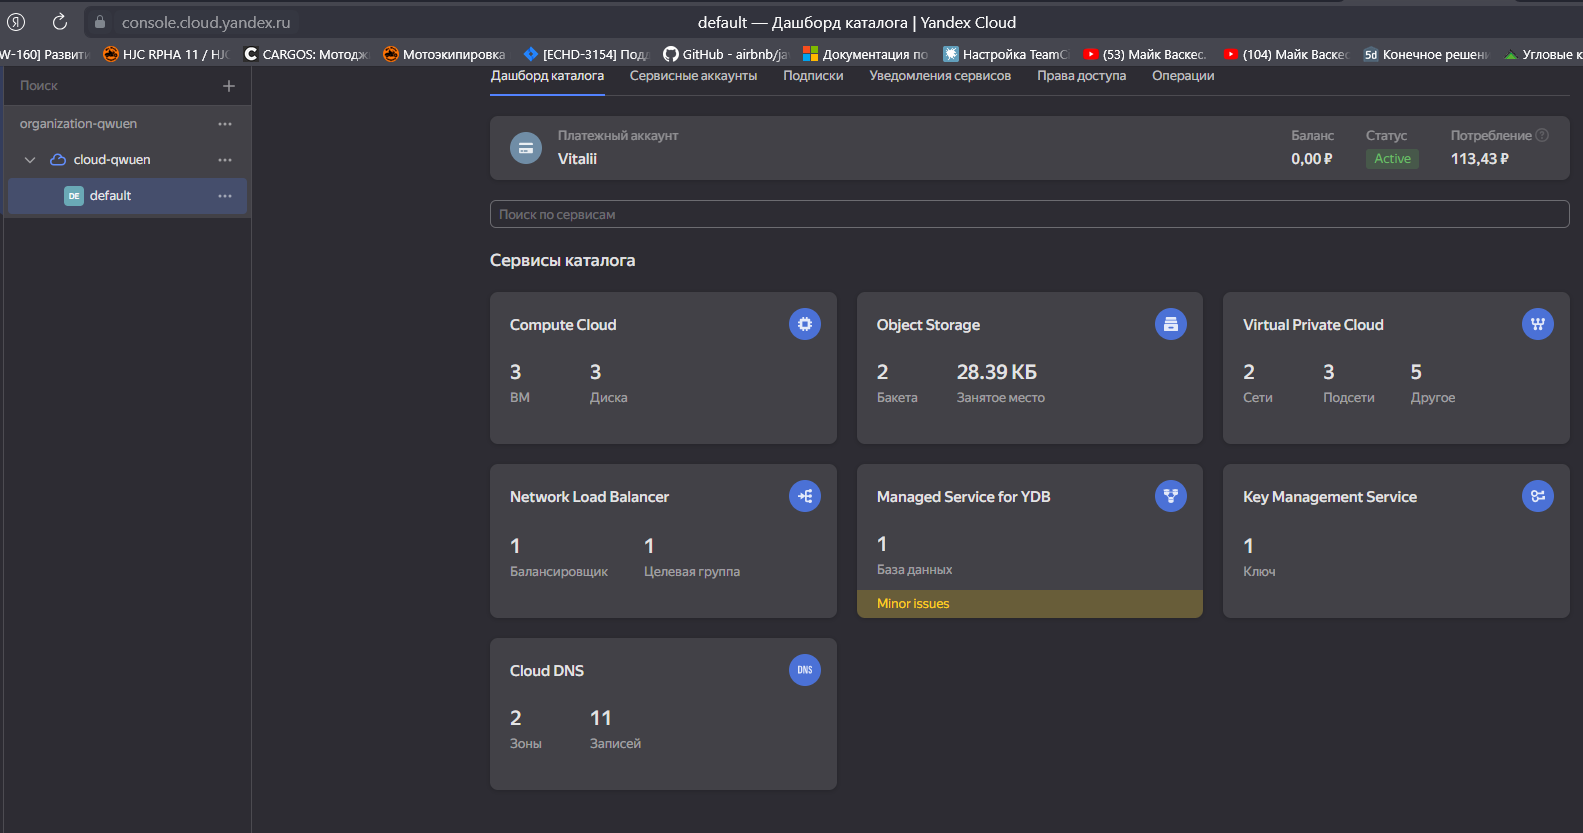 Я console.cloud.yandex.ru default — Дашборд каталога | Yandex Cloud
W-160] Развити HJC RPHA 11 / HJC CARGOS: Мотодж Мотоэкипировка [ECHD-3154] Под GitHub - airbnb/ja Документация по Настройка TeamCi (53) Майк Васкес. (104) Майк Васкес 5d Конечное решени Угловые к
Поиск
Дашборд каталога Сервисные аккаунты Подписки Уведомления сервисов Права доступа Операции
organization-qwuen
cloud-qwuen
DE default
Платежный аккаунт
Vitalii
Баланс Статус Потребление
0,00 ₽ Active 113,43 ₽
Поиск по сервисам
Сервисы каталога
Compute Cloud
3 3
ВМ Диска
Object Storage
2 28.39 КБ
Бакета Занятое место
Virtual Private Cloud
2 3 5
Сети Подсети Другое
Network Load Balancer
1 1
Балансировщик Целевая группа
Managed Service for YDB
1
База данных
Minor issues
Key Management Service
1
Ключ
Cloud DNS
DNS
2 11
Зоны Записей